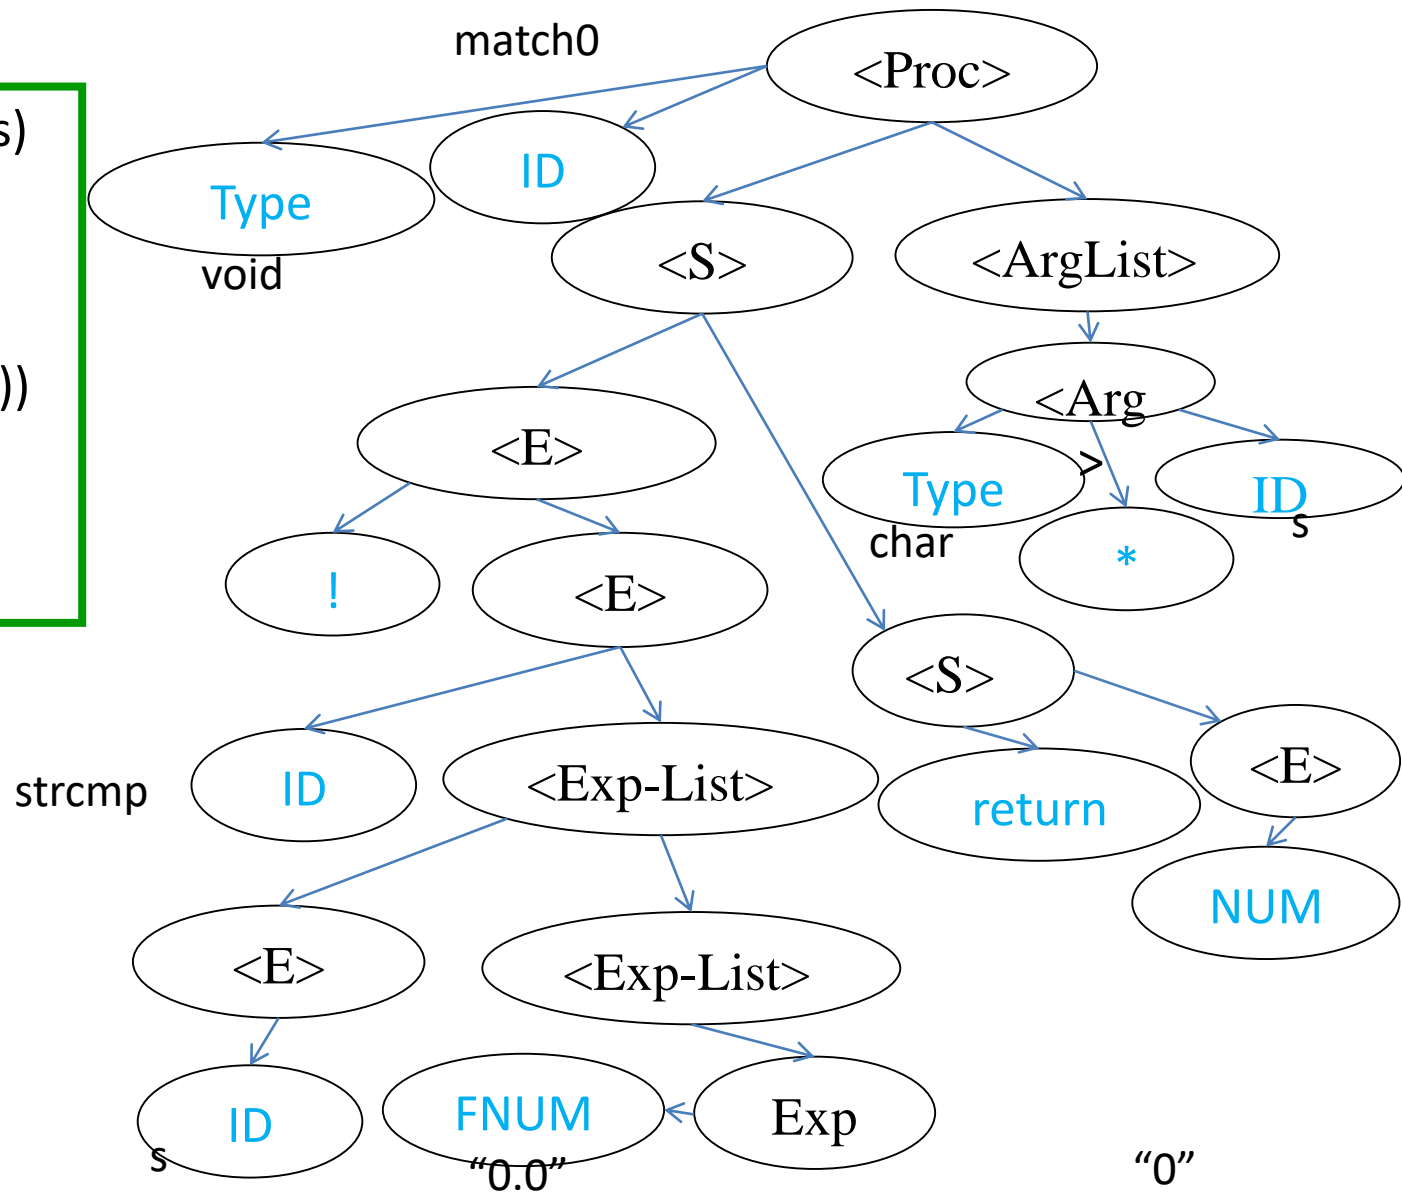 match0
<Proc>
s)
Type
ID
void
<S>
<ArgList>
))
<E>
<Arg
>
Type
ID
s
char
*
!
<E>
<S>
strcmp
ID
<Exp-List>
return
<E>
NUM
<E>
<Exp-List>
ID
s
FNUM
Exp
“0.0”
“0”